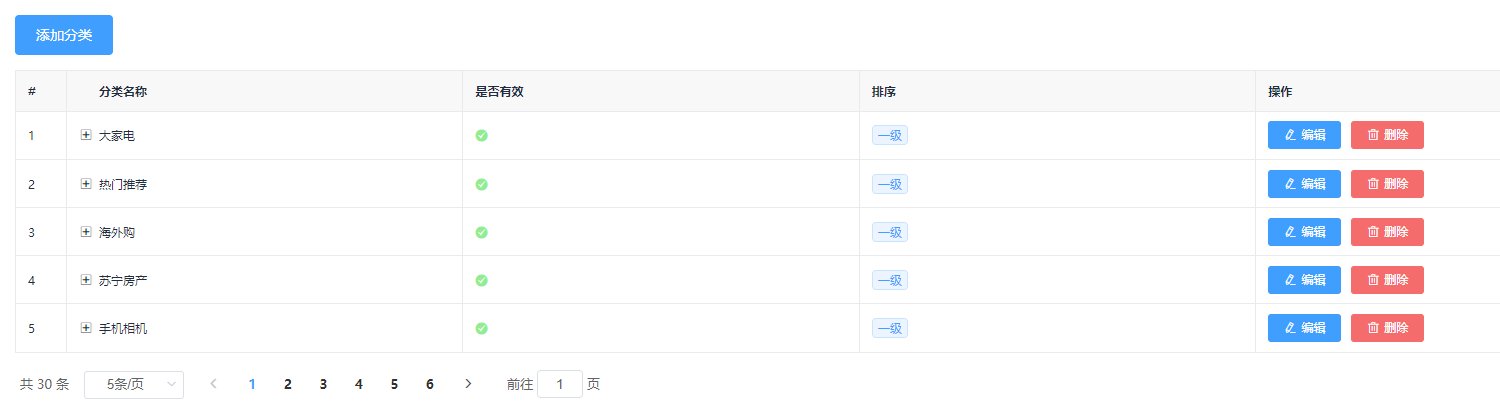 添加分类
# 分类名称 是否有效 排序 操作
1 大家电 一级 编辑 删除
2 热门推荐 一级 编辑 删除
3 海外购 一级 编辑 删除
4 苏宁房产 一级 编辑 删除
5 手机相机 一级 编辑 删除
共 30 条 5条/页 1 2 3 4 5 6 前往 1 页